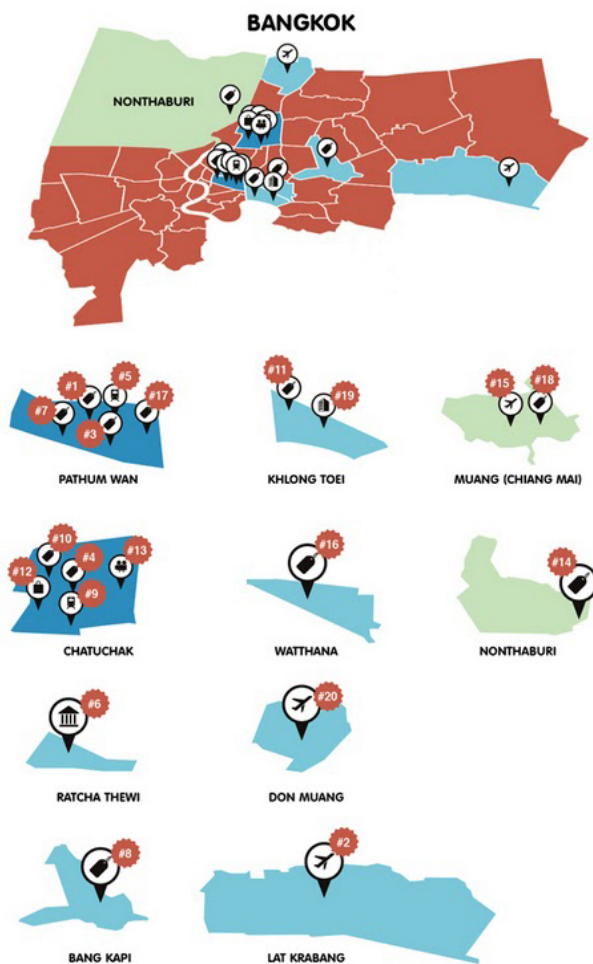 BANGKOK
NONTHABURI
#1
#5
#17
#7
#3
PATHUM WAN
#11
#19
KHLONG TOEI
#15
#18
MUANG (CHIANG MAI)
#10
#4
#13
#12
#9
CHATUCHAK
#16
WATTHANA
#14
NONTHABURI
#6
RATCHA THEWI
#20
DON MUANG
#8
BANG KAPI
#2
LAT KRABANG